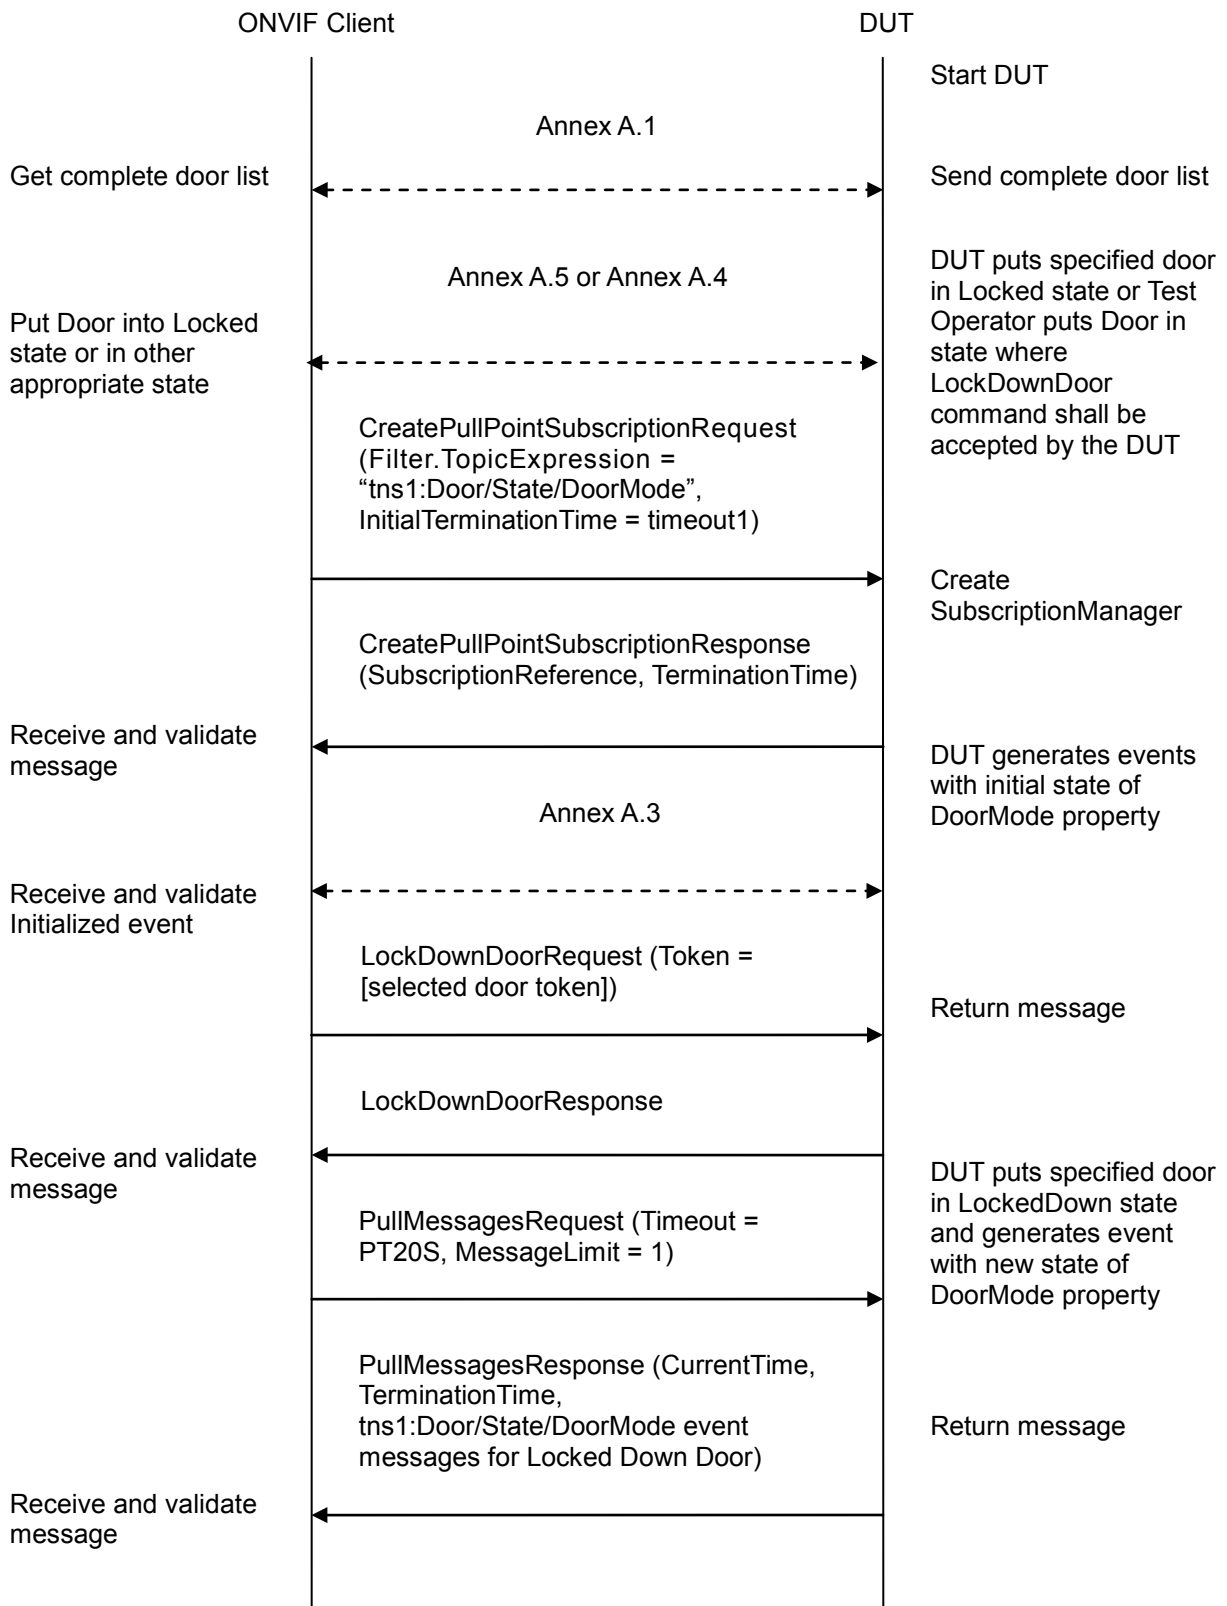 ONVIF Client
DUT
Start DUT
Annex A.1
Get complete door list
Send complete door list
Annex A.5 or Annex A.4
DUT puts specified door
in Locked state or Test
Operator puts Door in
state where
LockDownDoor
command shall be
accepted by the DUT
Put Door into Locked
state or in other
appropriate state
CreatePullPointSubscriptionRequest
(Filter.TopicExpression =
“tns1:Door/State/DoorMode”,
InitialTerminationTime = timeout1)
Create
SubscriptionManager
CreatePullPointSubscriptionResponse
(SubscriptionReference, TerminationTime)
Receive and validate
message
DUT generates events
with initial state of
DoorMode property
Annex A.3
Receive and validate
Initialized event
LockDownDoorRequest (Token =
[selected door token])
Return message
LockDownDoorResponse
Receive and validate
message
DUT puts specified door
in LockedDown state
and generates event
with new state of
DoorMode property
PullMessagesRequest (Timeout =
PT20S, MessageLimit = 1)
PullMessagesResponse (CurrentTime,
TerminationTime,
tns1:Door/State/DoorMode event
messages for Locked Down Door)
Return message
Receive and validate
message